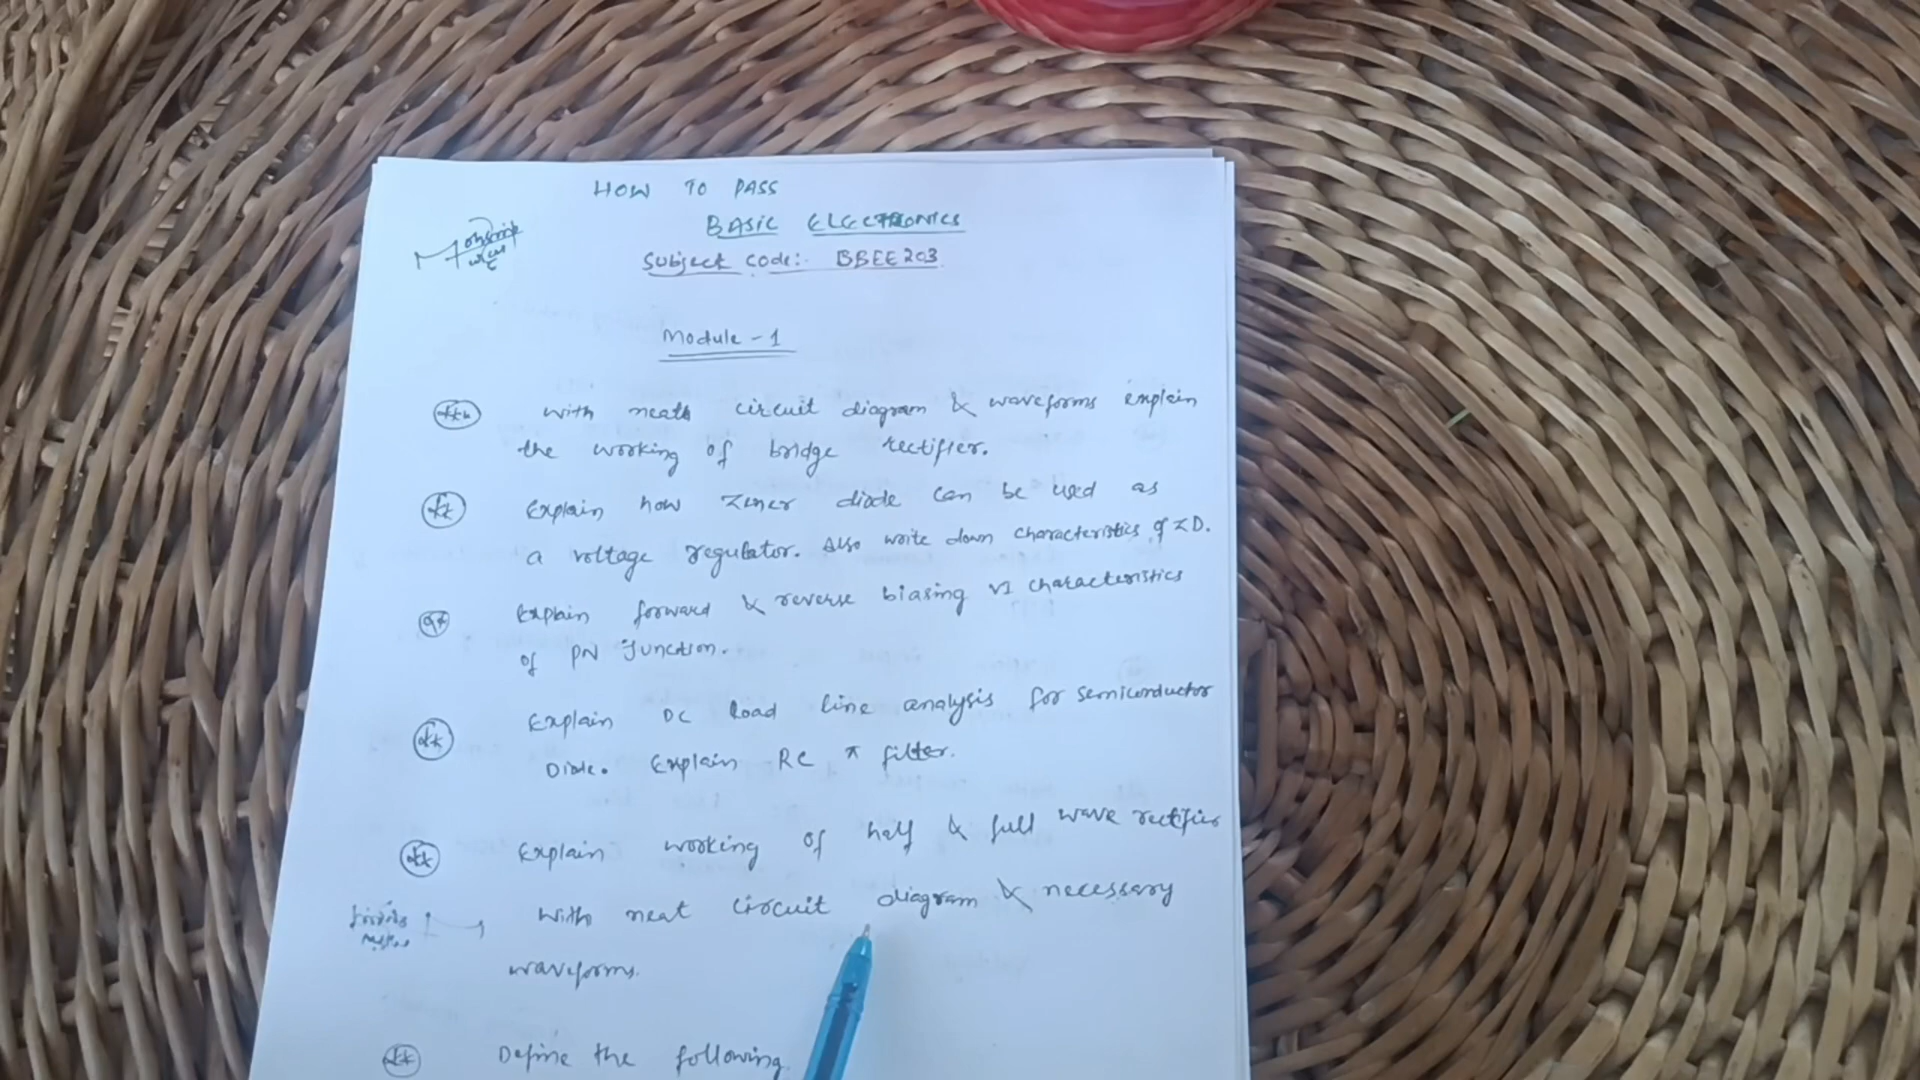 HOW TO PASS
BASIC ELECTRONICS
Subject Code:- BBEE203
Module - 1
with neat circuit diagram & waveforms explain
the working of bridge rectifier.
Explain how Zener diode can be used as
a voltage regulator. Also write down characteristics of ZD.
Explain forward & reverse biasing VI characteristics
of PN Junction.
Explain DC Load line analysis for semiconductor
Diode. Explain RC π filter.
Explain working of half & full wave rectifier
with neat circuit diagram & necessary
waveforms.
Define the following.